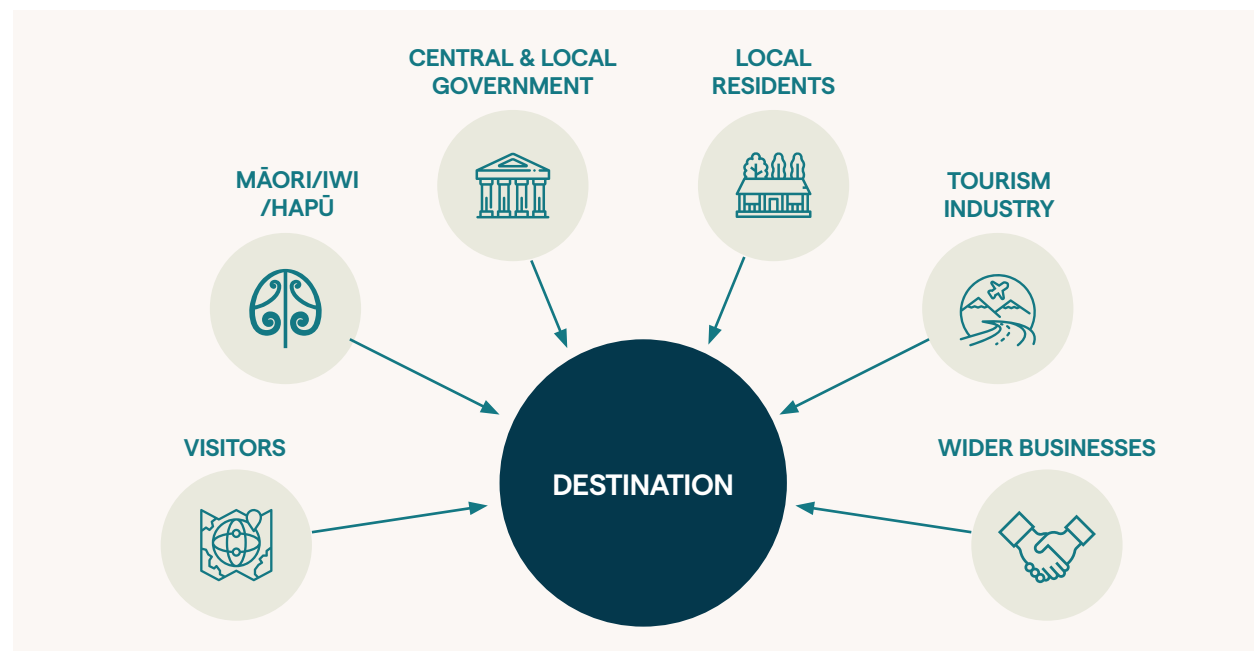 CENTRAL & LOCAL
GOVERNMENT
LOCAL
RESIDENTS
MĀORI/IWI
/HAPŪ
TOURISM
INDUSTRY
VISITORS
WIDER BUSINESSES
DESTINATION